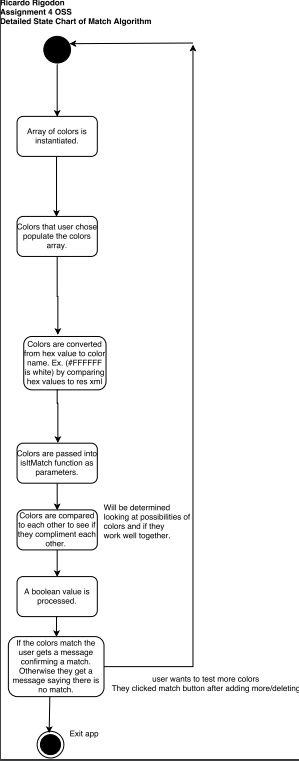 Ricardo Rigodon
Assignment 4 OSS
Detailed State Chart of Match Algorithm
Array of colors is
instantiated.
Colors that user chose
populate the colors
array.
Colors are converted
from hex value to color
name. Ex. (#FFFFFF
is white) by comparing
hex values to res xml
Colors are passed into
isItMatch function as
parameters.
Colors are compared
to each other to see if
they compliment each
other.
Will be determined
looking at possibilities of
colors and if they
work well together.
A boolean value is
processed.
If the colors match the
user gets a message
confirming a match.
Otherwise they get a
message saying there is
no match.
user wants to test more colors
They clicked match button after adding more/deleting
Exit app